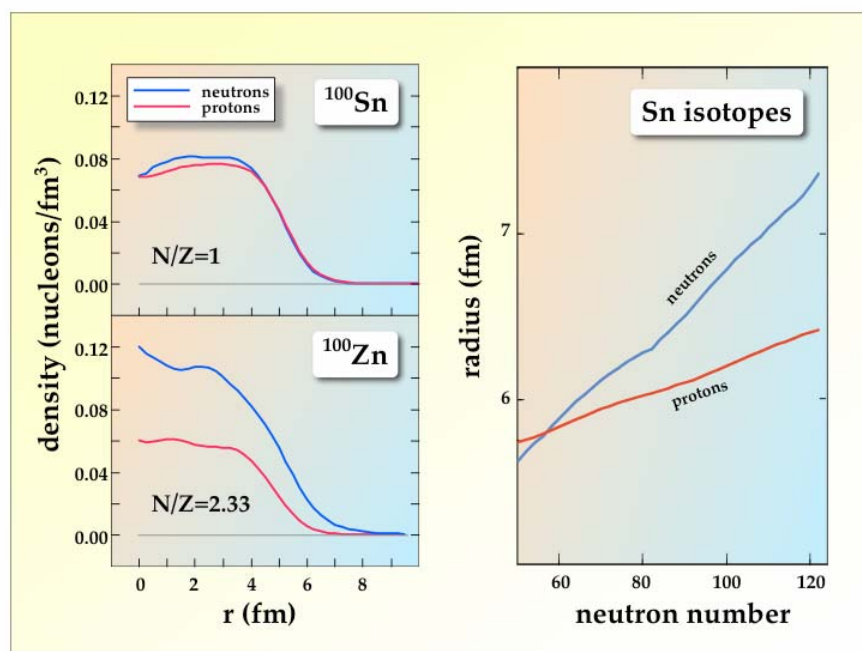 0.12
0.08
0.04
0.00
neutrons
protons
¹⁰⁰Sn
N/Z=1
0.12
0.08
0.04
0.00
¹⁰⁰Zn
N/Z=2.33
0 2 4 6 8
r (fm)
density (nucleons/fm³)
Sn isotopes
7
6
radius (fm)
neutrons
protons
60 80 100 120
neutron number